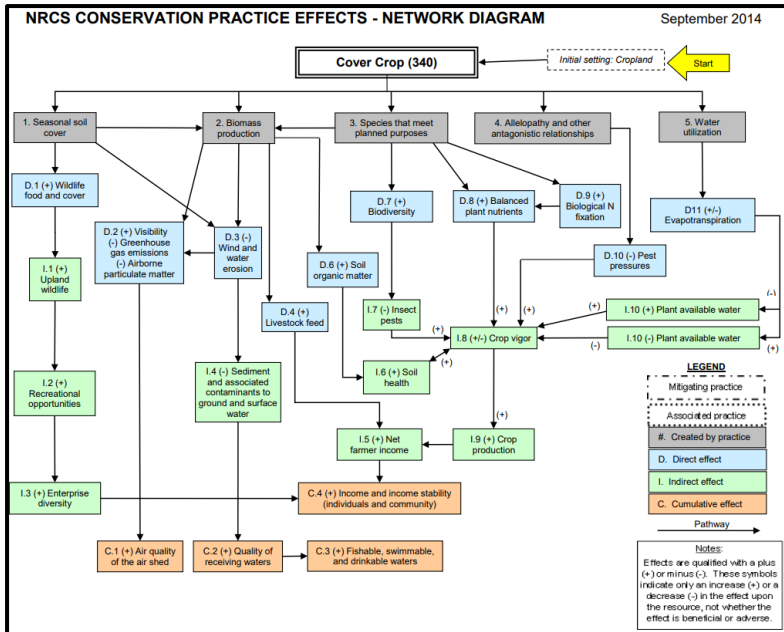 NRCS CONSERVATION PRACTICE EFFECTS - NETWORK DIAGRAM
September 2014
Cover Crop (340)
Initial setting: Cropland
Start
1. Seasonal soil
cover
2. Biomass
production
3. Species that meet
planned purposes
4. Allelopathy and other
antagonistic relationships
5. Water
utilization
D.1 (+) Wildlife
food and cover
D.2 (+) Visibility
(-) Greenhouse
gas emissions
(-) Airborne
particulate matter
D.3 (-)
Wind and
water
erosion
D.4 (+)
Livestock feed
D.6 (+) Soil
organic matter
D.7 (+)
Biodiversity
D.8 (+) Balanced
plant nutrients
D.9 (+)
Biological N
fixation
D.10 (-) Pest
pressures
D11 (+/-)
Evapotranspiration
I.1 (+)
Upland
wildlife
I.2 (+)
Recreational
opportunities
I.3 (+) Enterprise
diversity
I.4 (-) Sediment
and associated
contaminants to
ground and surface
water
I.7 (-) Insect
pests
(+)
(+)
(+)
(+)
(-)
I.8 (+/-) Crop vigor
I.10 (+) Plant available water
(-)
I.10 (-) Plant available water
(+)
I.6 (+) Soil
health
(+)
(+)
I.5 (+) Net
farmer income
I.9 (+) Crop
production
C.4 (+) Income and income stability
(individuals and community)
C.1 (+) Air quality
of the air shed
C.2 (+) Quality of
receiving waters
C.3 (+) Fishable, swimmable,
and drinkable waters
LEGEND
Mitigating practice
Associated practice
#. Created by practice
D. Direct effect
I. Indirect effect
C. Cumulative effect
Pathway
Notes:
Effects are qualified with a plus
(+) or minus (-). These symbols
indicate only an increase (+) or a
decrease (-) in the effect upon
the resource, not whether the
effect is beneficial or adverse.